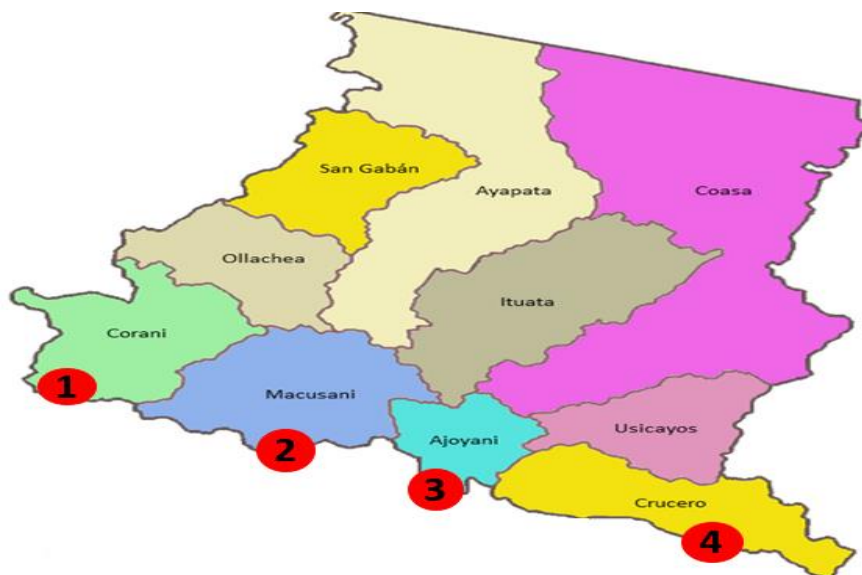 San Gabán
Ayapata
Coasa
Ollachea
Ituata
Corani
1
Macusani
2
Ajoyani
3
Usicayos
Crucero
4